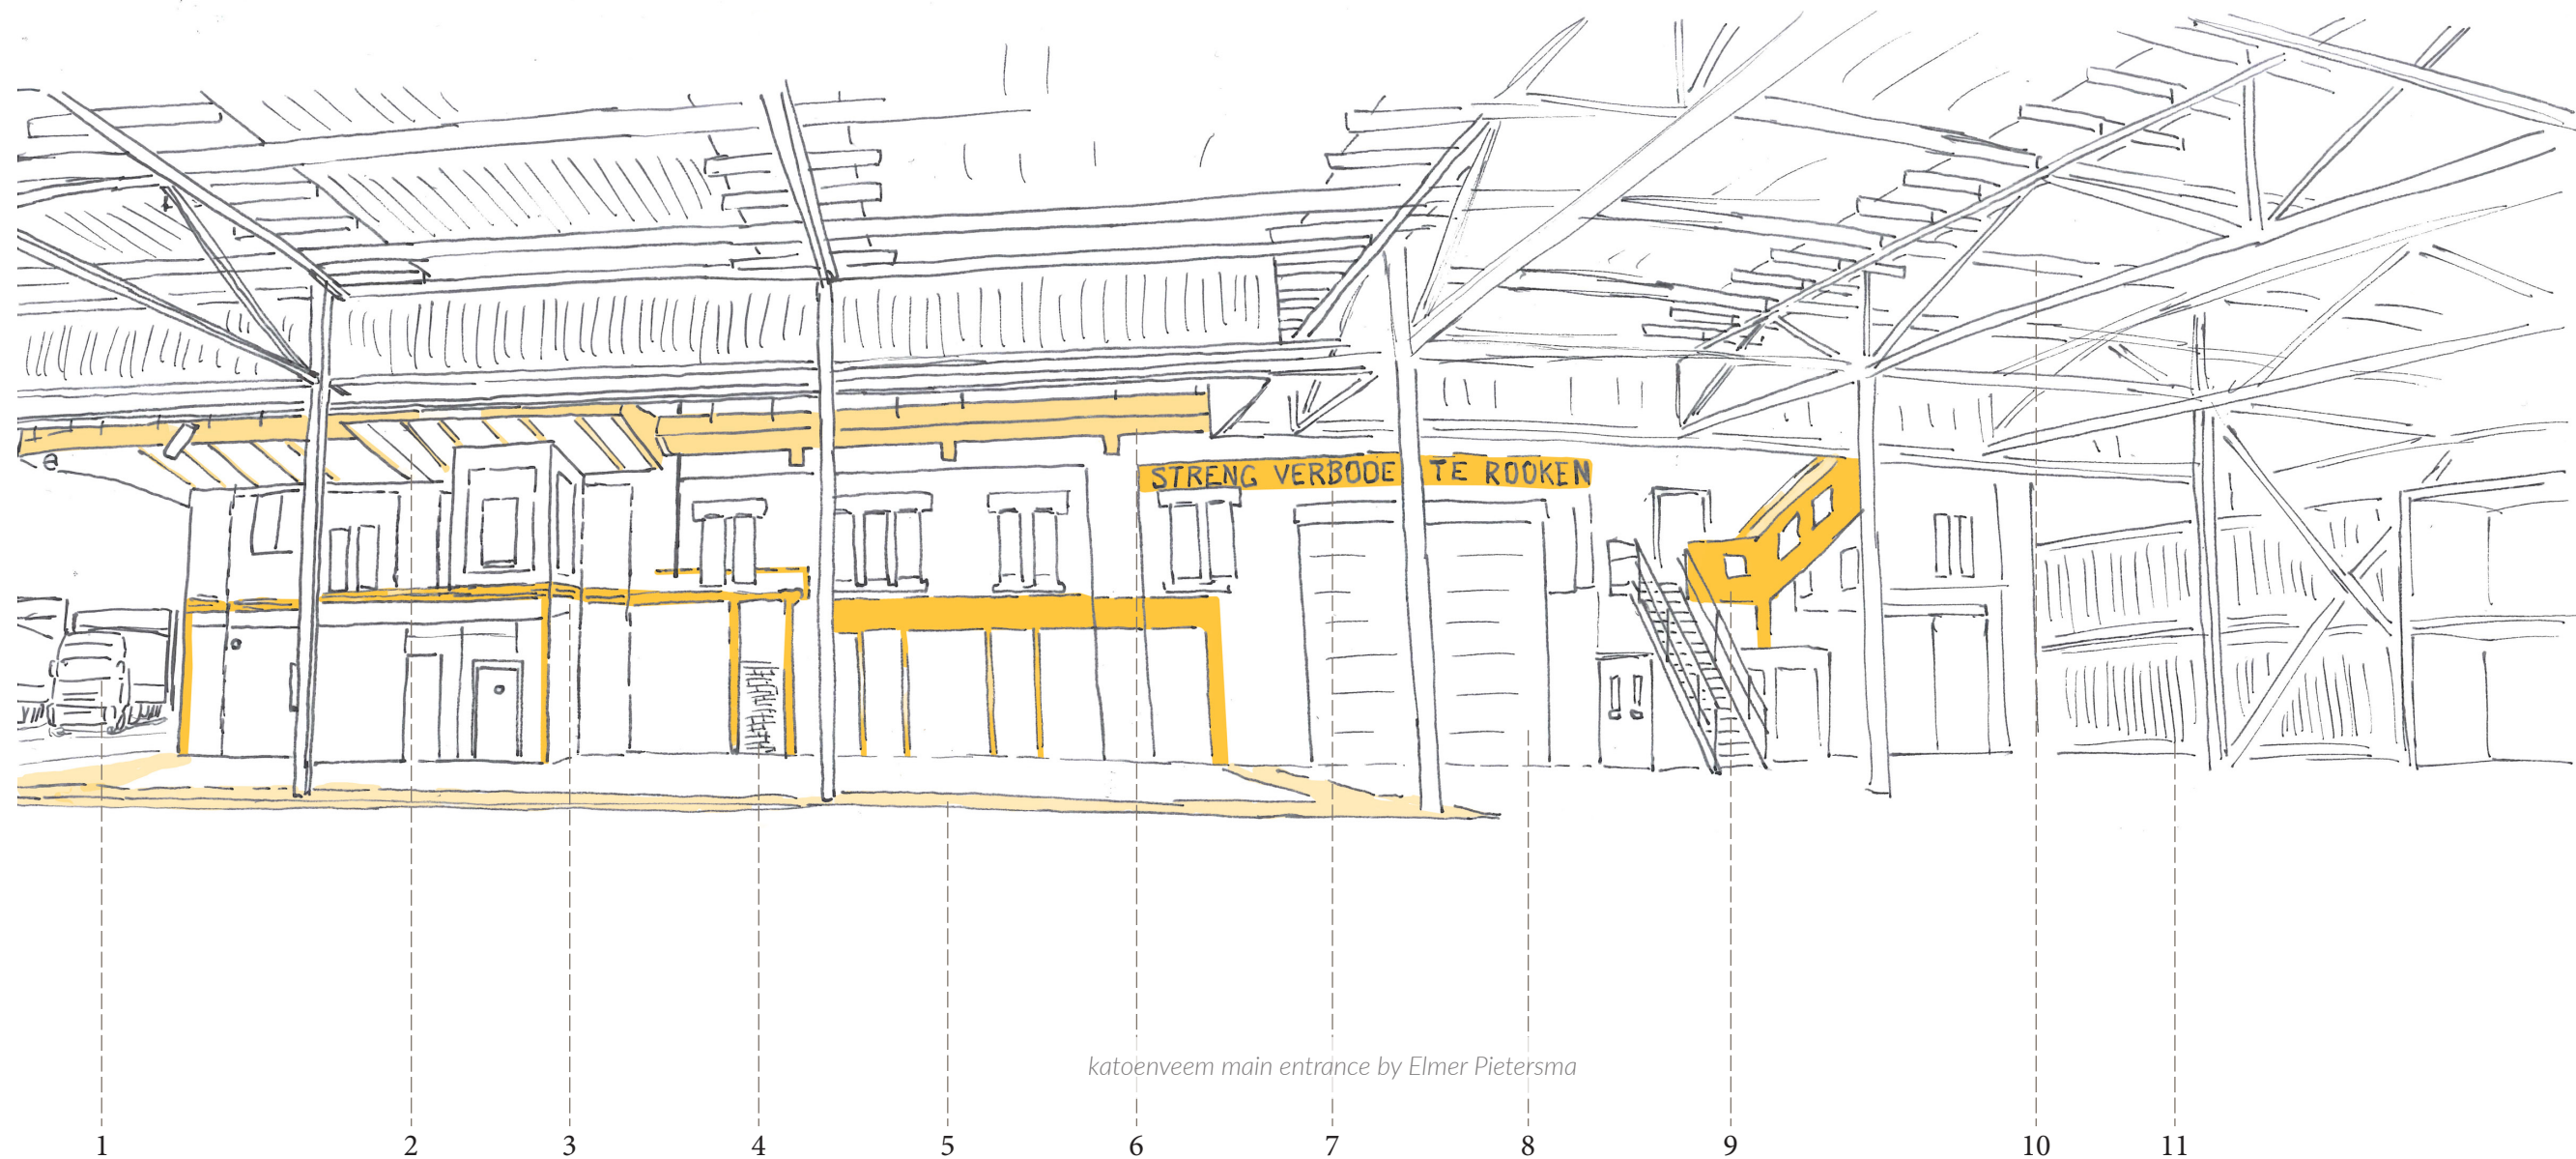 STRENG VERBODE TE ROOKEN
katoenveem main entrance by Elmer Pietersma
1 2 3 4 5 6 7 8 9 10 11